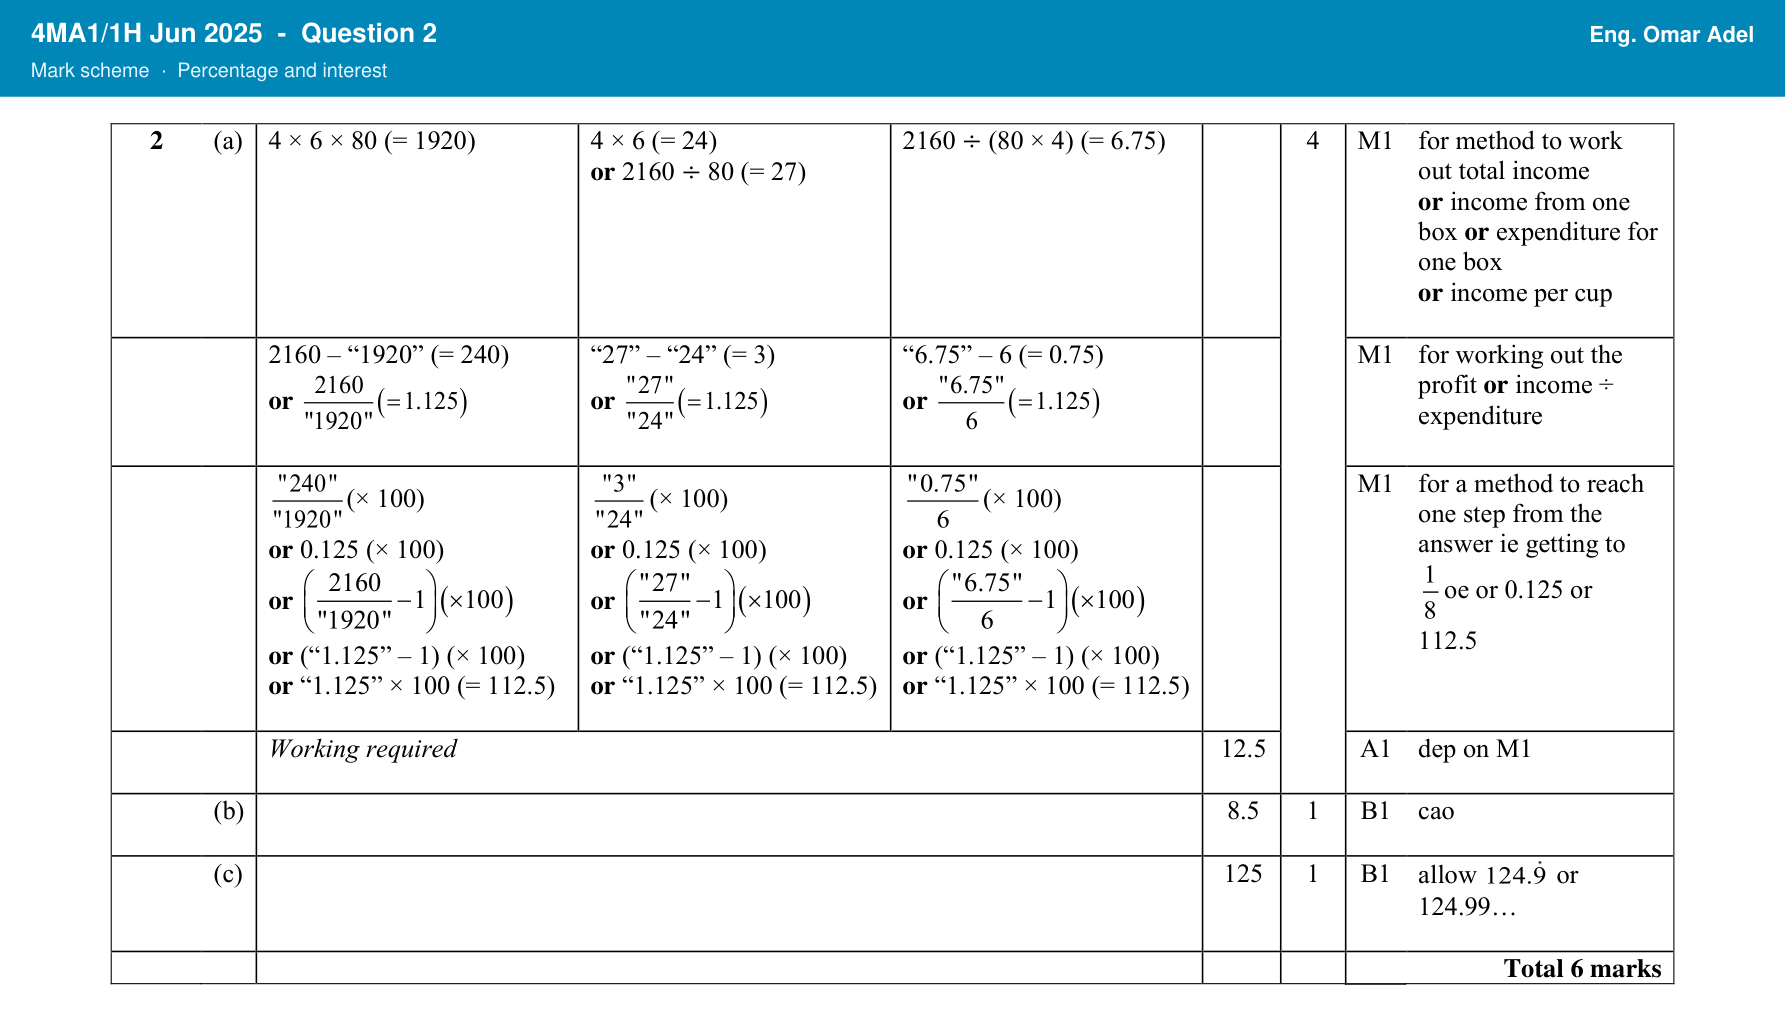 4MA1/1H Jun 2025 - Question 2
Eng. Omar Adel
Mark scheme · Percentage and interest
2 (a) 4 × 6 × 80 (= 1920)
4 × 6 (= 24)
or 2160 ÷ 80 (= 27)
2160 ÷ (80 × 4) (= 6.75)
4 M1 for method to work
out total income
or income from one
box or expenditure for
one box
or income per cup
2160 – “1920” (= 240)
or 2160/"1920" (=1.125)
“27” – “24” (= 3)
or "27"/"24" (=1.125)
“6.75” – 6 (= 0.75)
or "6.75"/6 (=1.125)
M1 for working out the
profit or income ÷
expenditure
"240"/"1920" (× 100)
or 0.125 (× 100)
or (2160/"1920" –1)(×100)
or (“1.125” – 1) (× 100)
or “1.125” × 100 (= 112.5)
"3"/"24" (× 100)
or 0.125 (× 100)
or ("27"/"24" –1)(×100)
or (“1.125” – 1) (× 100)
or “1.125” × 100 (= 112.5)
"0.75"/6 (× 100)
or 0.125 (× 100)
or ("6.75"/6 –1)(×100)
or (“1.125” – 1) (× 100)
or “1.125” × 100 (= 112.5)
M1 for a method to reach
one step from the
answer ie getting to
1/8 oe or 0.125 or
112.5
Working required 12.5 A1 dep on M1
(b) 8.5 1 B1 cao
(c) 125 1 B1 allow 124.9̇ or
124.99…
Total 6 marks